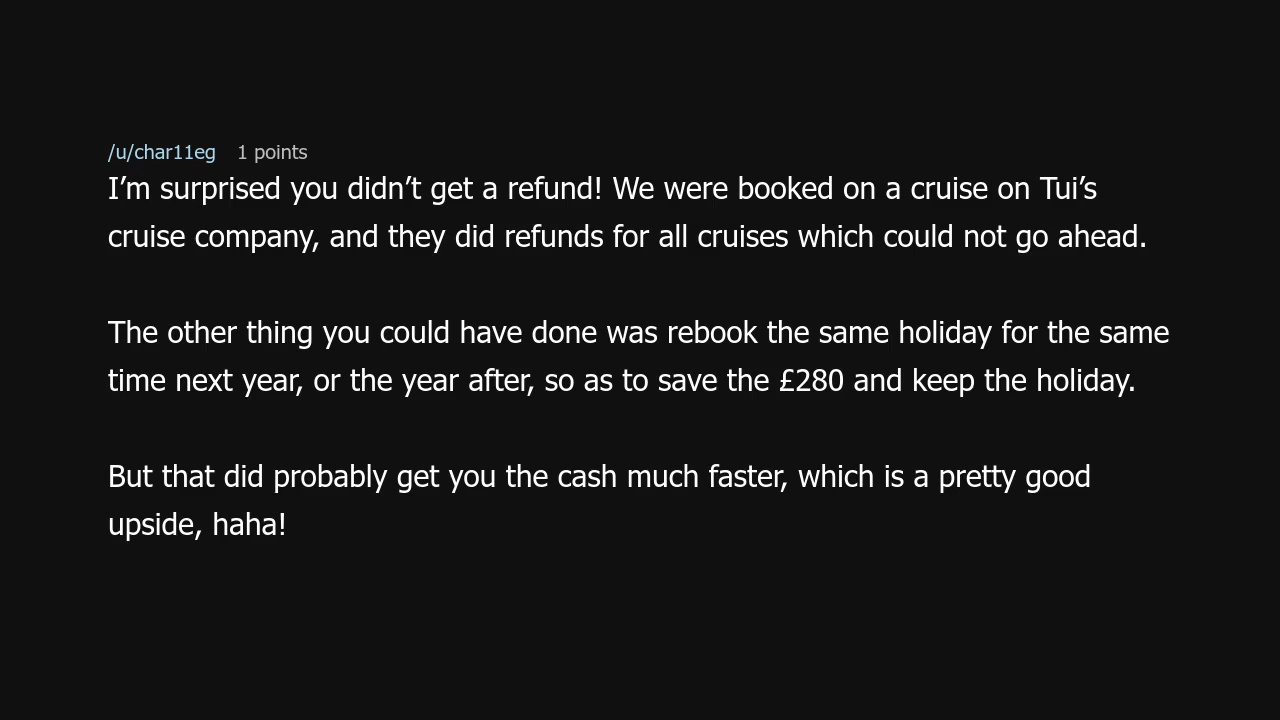 /u/char11eg 1 points
I’m surprised you didn’t get a refund! We were booked on a cruise on Tui’s
cruise company, and they did refunds for all cruises which could not go ahead.
The other thing you could have done was rebook the same holiday for the same
time next year, or the year after, so as to save the £280 and keep the holiday.
But that did probably get you the cash much faster, which is a pretty good
upside, haha!